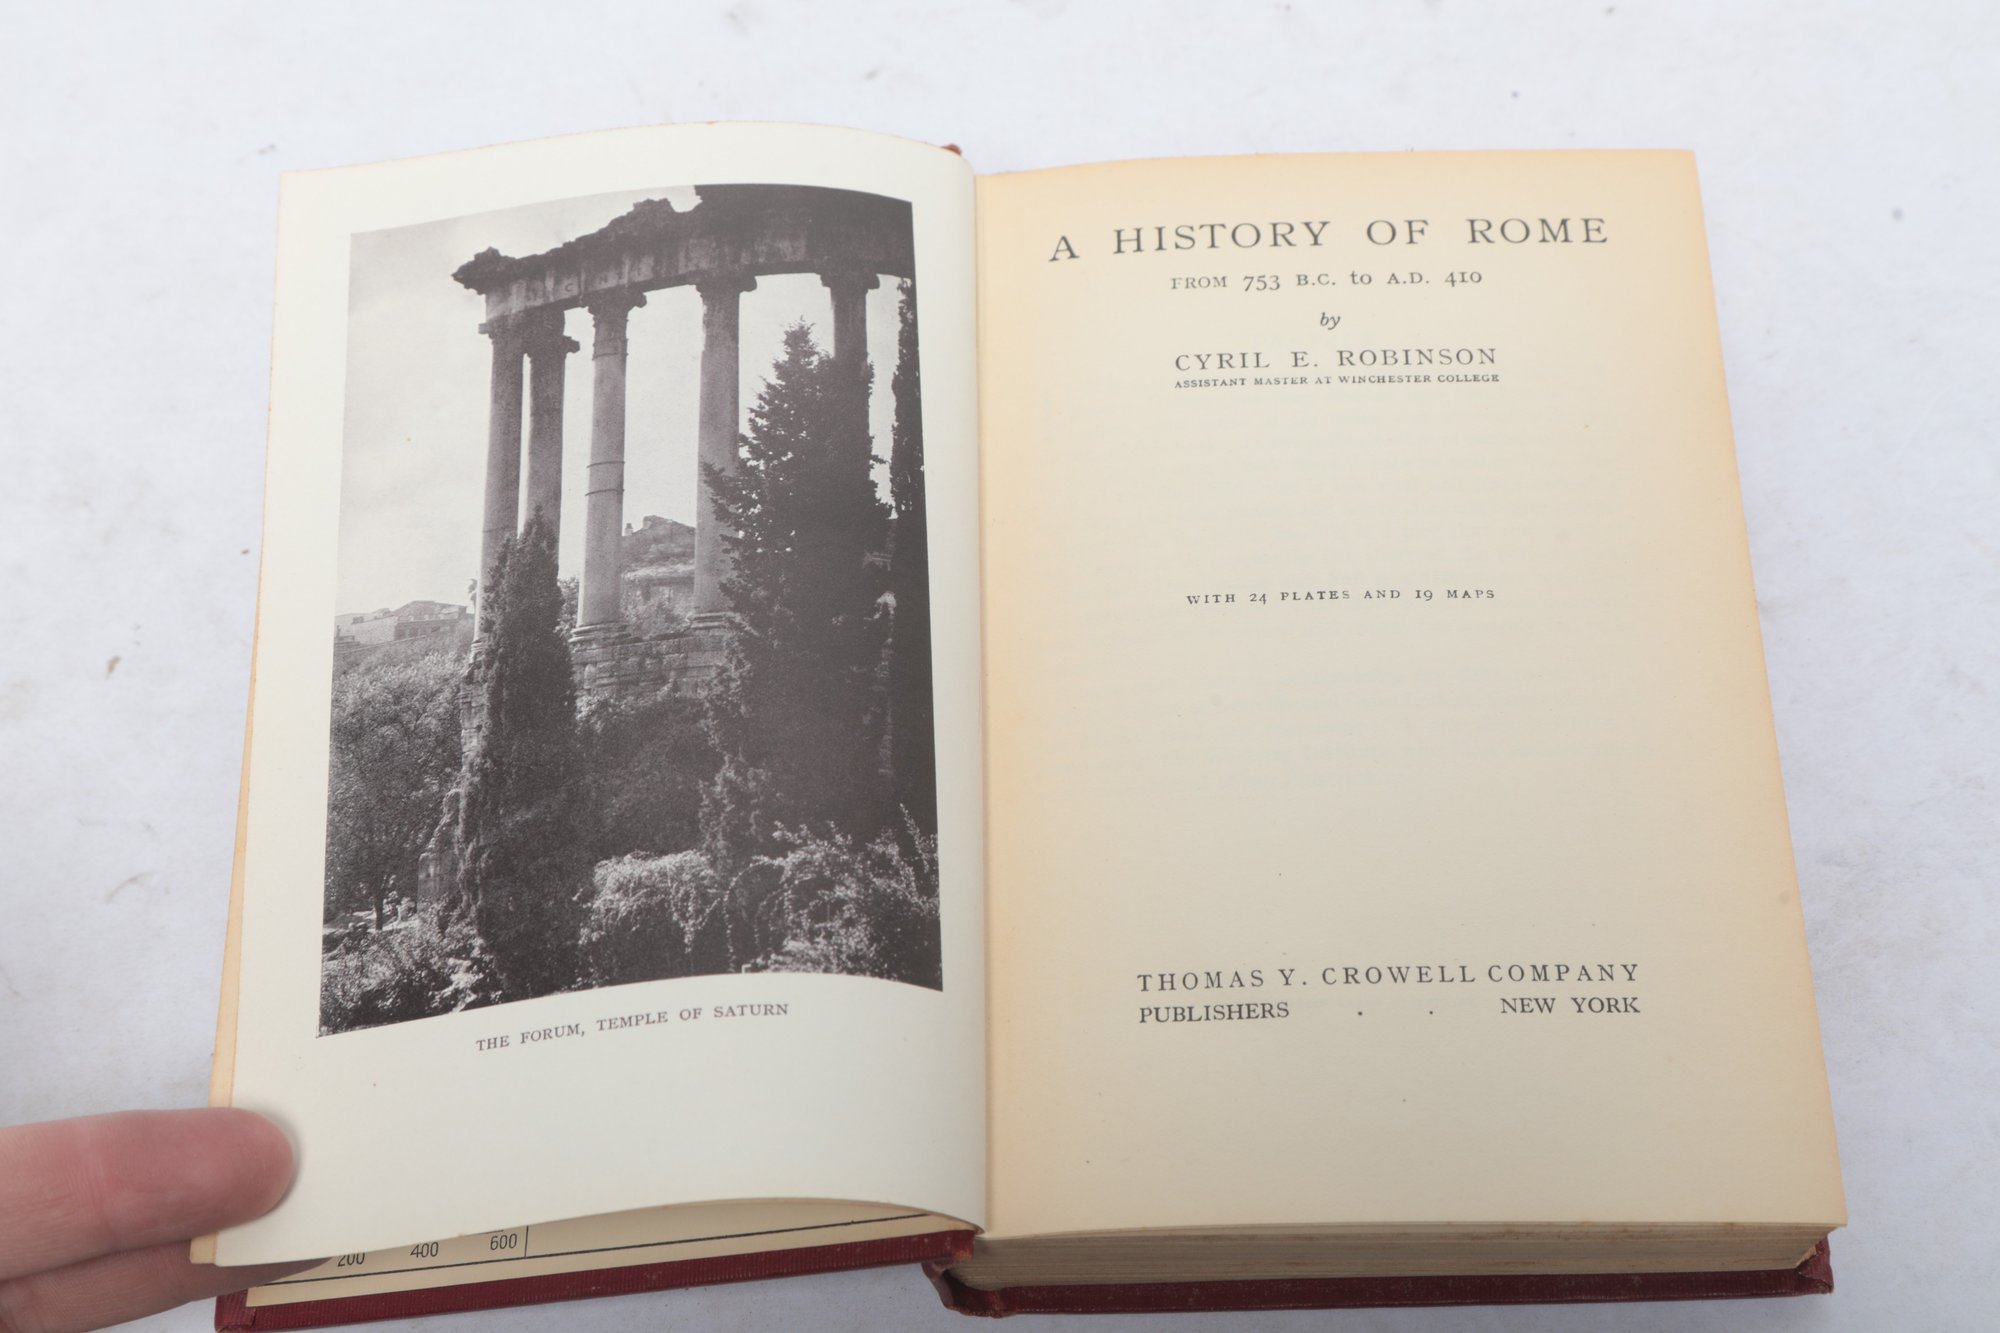 THE FORUM, TEMPLE OF SATURN
200 400 600
A HISTORY OF ROME
FROM 753 B.C. to A.D. 410
by
CYRIL E. ROBINSON
ASSISTANT MASTER AT WINCHESTER COLLEGE
WITH 24 PLATES AND 19 MAPS
THOMAS Y. CROWELL COMPANY
PUBLISHERS . . NEW YORK